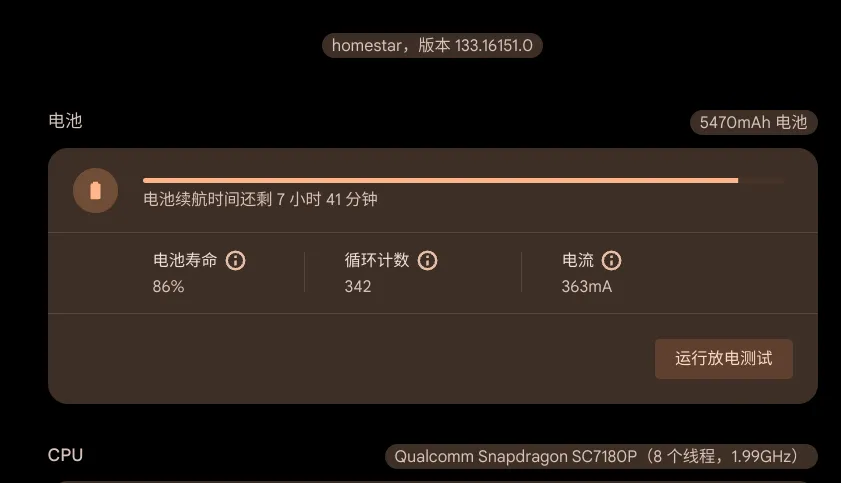 homestar，版本 133.16151.0
电池
5470mAh 电池
电池续航时间还剩 7 小时 41 分钟
电池寿命 循环计数 电流
86% 342 363mA
运行放电测试
CPU
Qualcomm Snapdragon SC7180P（8 个线程，1.99GHz）